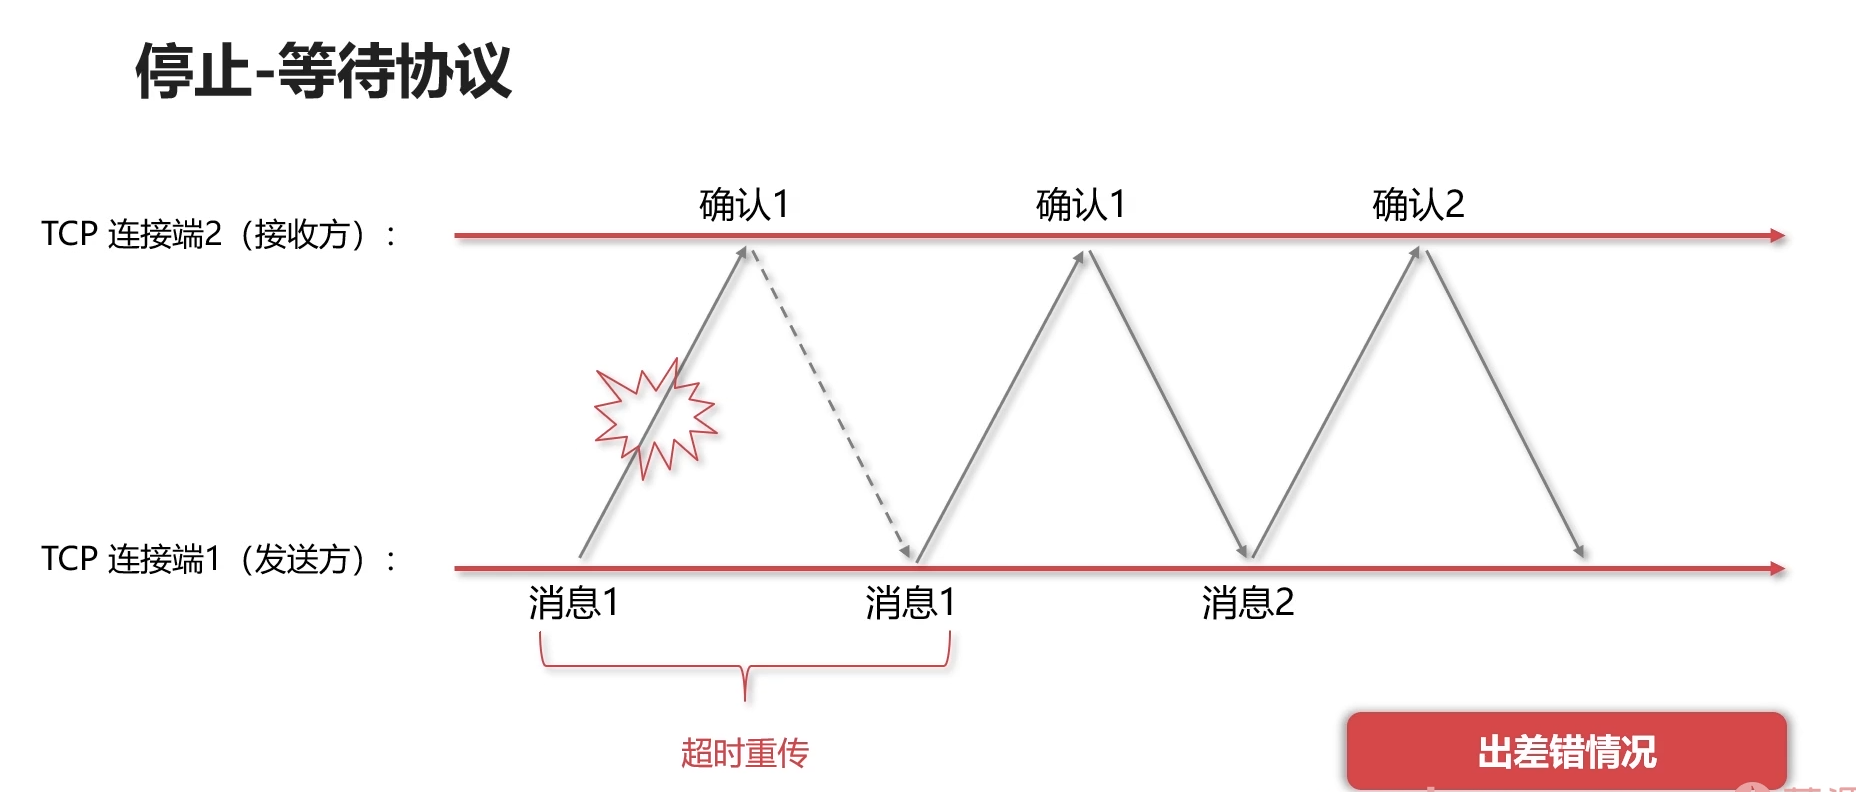 停止-等待协议
确认1
确认1
确认2
TCP 连接端2（接收方）:
TCP 连接端1（发送方）:
消息1
消息1
消息2
超时重传
出差错情况